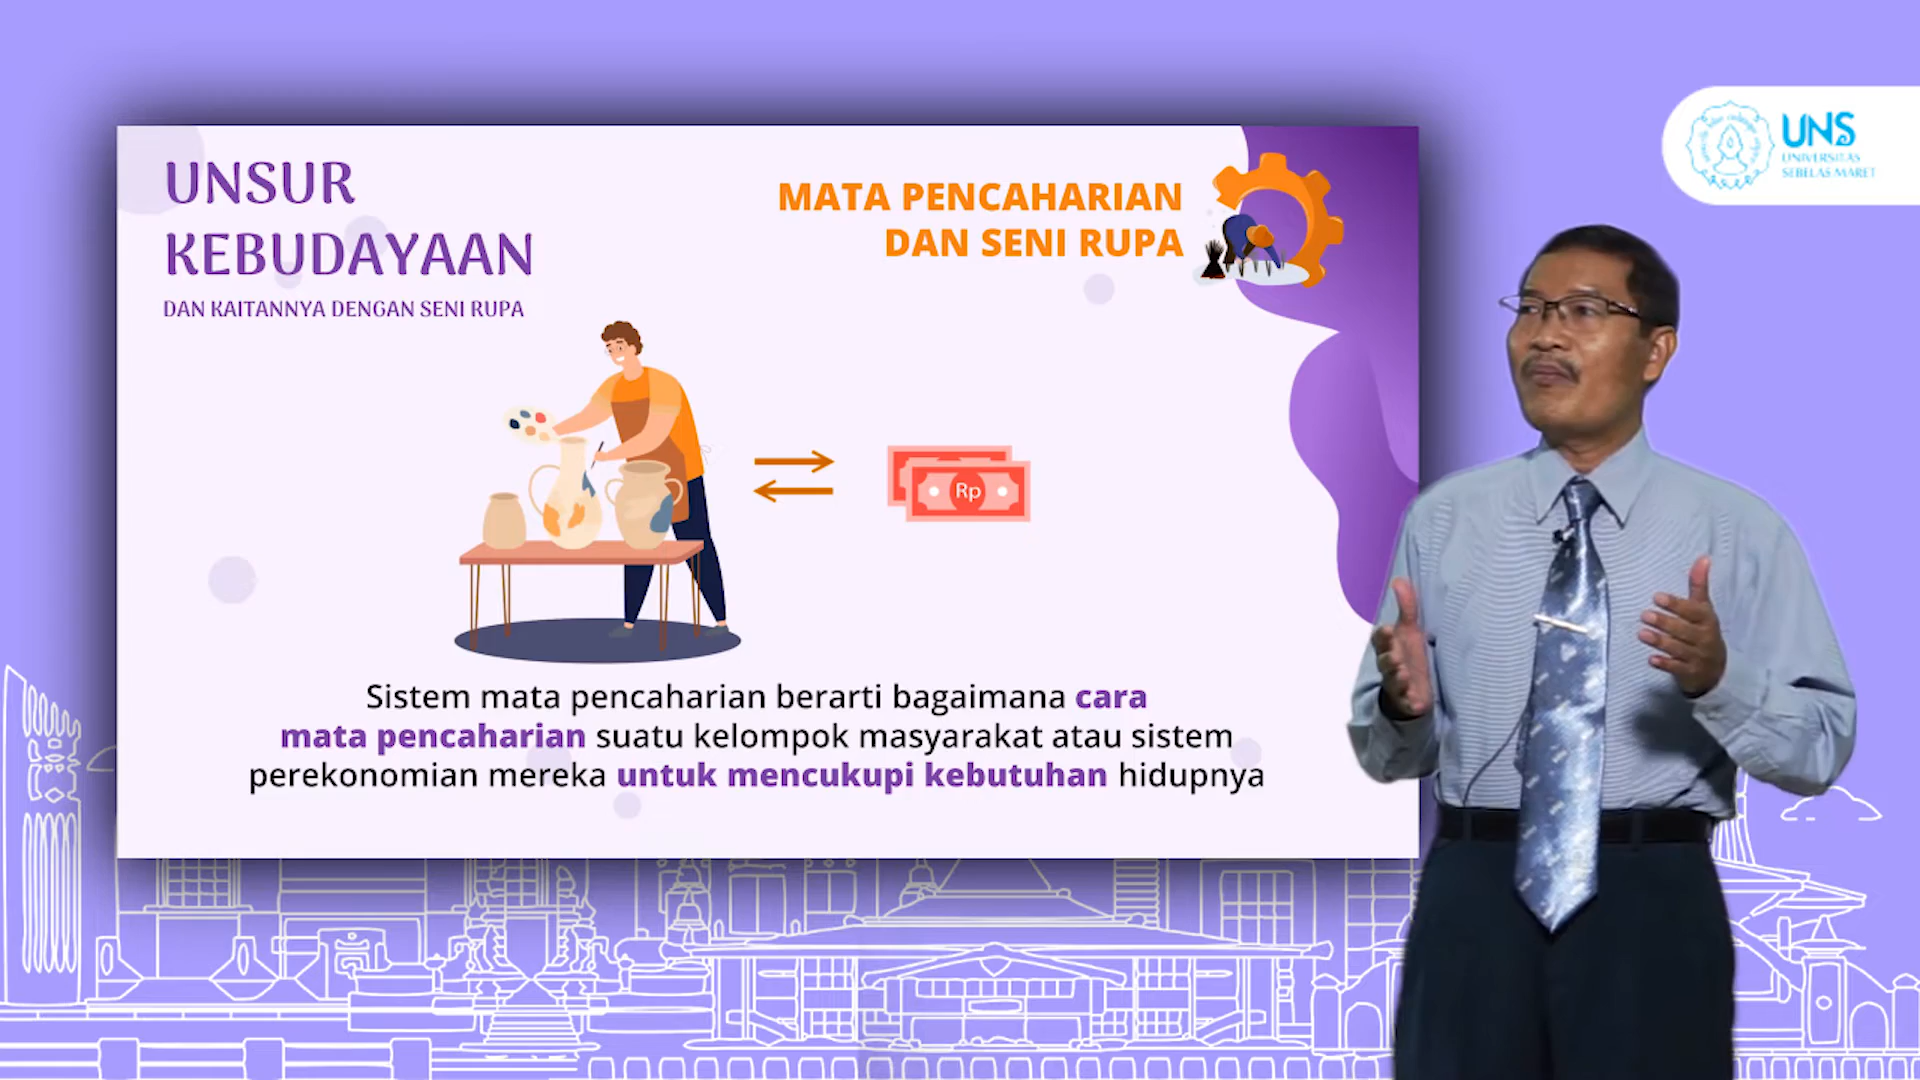 UNSUR
KEBUDAYAAN
DAN KAITANNYA DENGAN SENI RUPA
MATA PENCAHARIAN
DAN SENI RUPA
Rp
Sistem mata pencaharian berarti bagaimana cara
mata pencaharian suatu kelompok masyarakat atau sistem
perekonomian mereka untuk mencukupi kebutuhan hidupnya
UNS
UNIVERSITAS
SEBELAS MARET